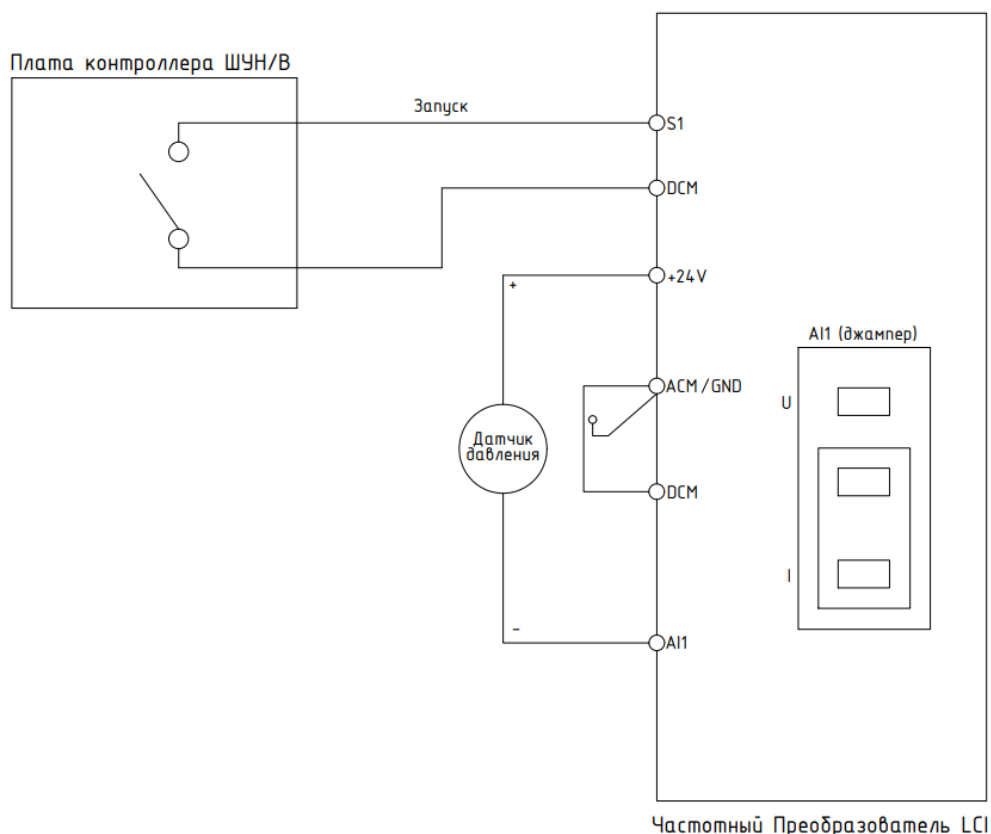 Плата контроллера ШУН/В
Запуск
S1
DCM
+24V
+
AI1 (джампер)
ACM/GND
U
Датчик
давления
DCM
I
-
AI1
Частотный Преобразователь LCI